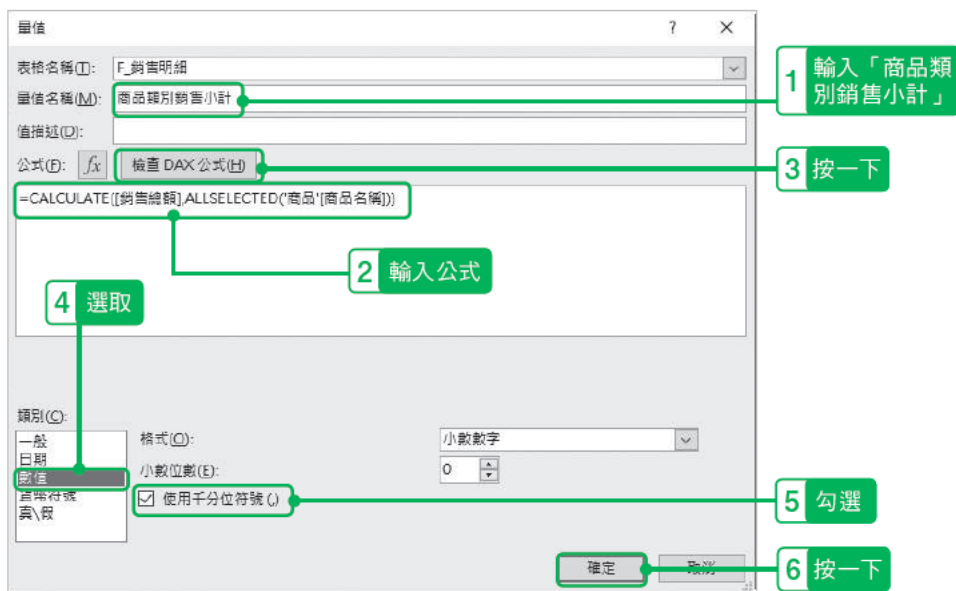 量值
? ×
表格名稱(T): F_銷售明細
量值名稱(M): 商品類別銷售小計
1 輸入「商品類
別銷售小計」
值描述(D):
公式(F): fx 檢查 DAX 公式(H)
3 按一下
=CALCULATE([銷售總額],ALLSELECTED('商品'[商品名稱]))
2 輸入公式
4 選取
類別(C):
一般
日期
數值
貨幣符號
真\假
格式(O): 小數數字
小數位數(E): 0
使用千分位符號(,)
5 勾選
確定 取消
6 按一下